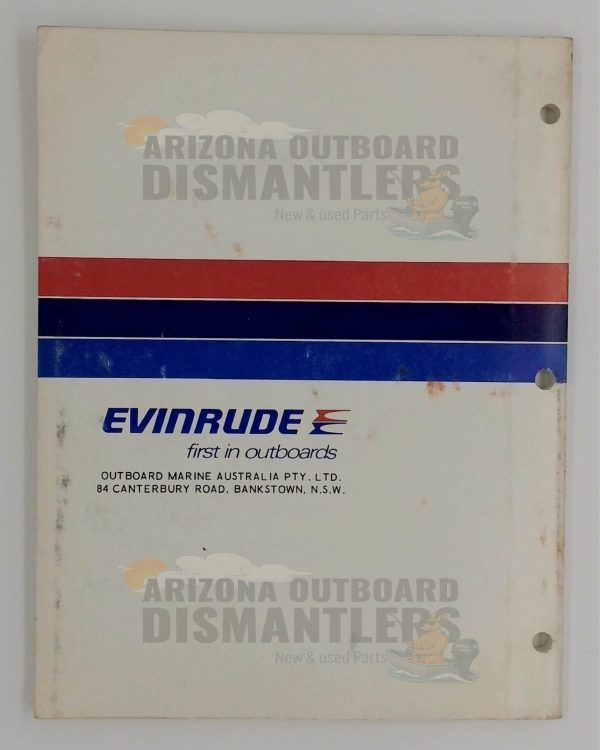 ARIZONA OUTBOARD
DISMANTLERS
New & used Parts
EVINRUDE
first in outboards
OUTBOARD MARINE AUSTRALIA PTY. LTD.
84 CANTERBURY ROAD, BANKSTOWN, N.S.W.
ARIZONA OUTBOARD
DISMANTLERS
New & used Parts